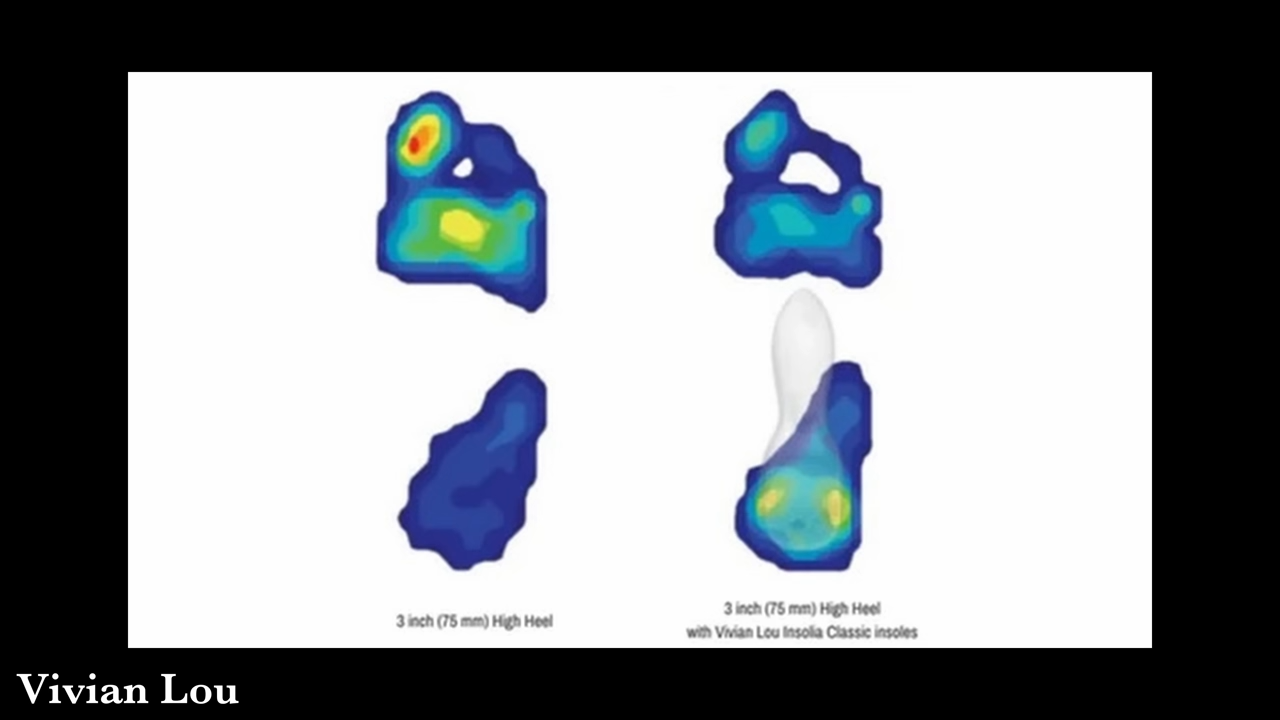 3 inch (75 mm) High Heel
3 inch (75 mm) High Heel
with Vivian Lou Insolia Classic insoles
Vivian Lou